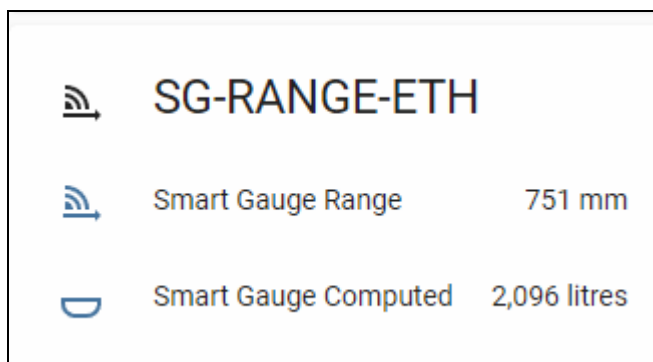 SG-RANGE-ETH
Smart Gauge Range 751 mm
Smart Gauge Computed 2,096 litres